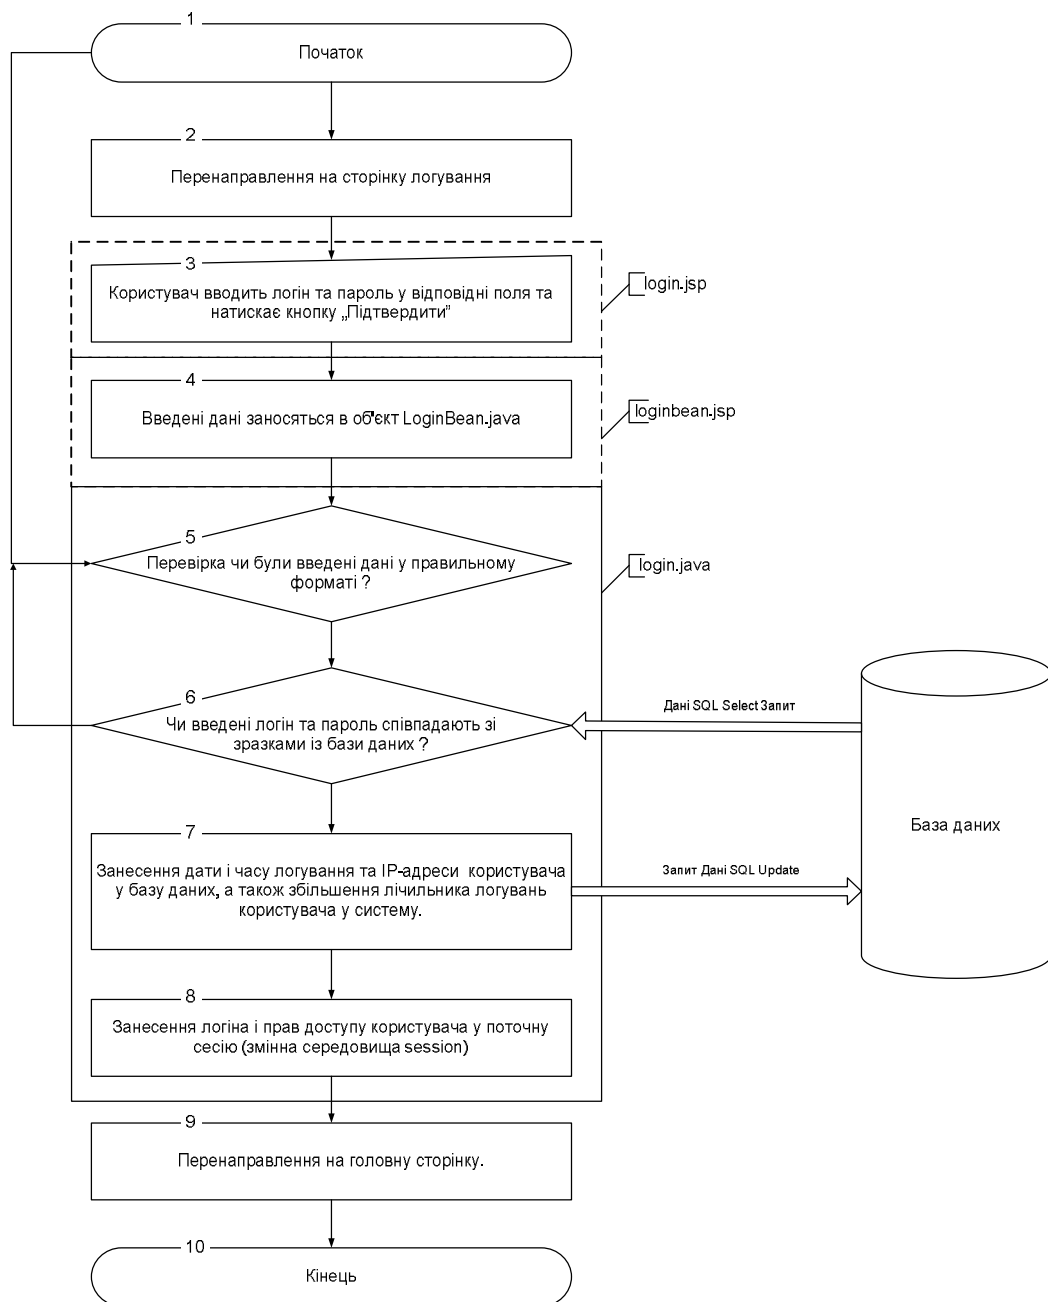 1
Початок
2
Перенаправлення на сторінку логування
3
Користувач вводить логін та пароль у відповідні поля та
натискає кнопку „Підтвердити”
login.jsp
4
Введені дані заносяться в об'єкт LoginBean.java
loginbean.jsp
5
Перевірка чи були введені дані у правильному
форматі ?
login.java
6
Чи введені логін та пароль співпадають зі
зразками із бази даних ?
Дані SQL Select Запит
База даних
7
Занесення дати і часу логування та IP-адреси користувача
у базу даних, а також збільшення лічильника логувань
користувача у систему.
Запит Дані SQL Update
8
Занесення логіна і прав доступу користувача у поточну
сесію (змінна середовища session)
9
Перенаправлення на головну сторінку.
10
Кінець